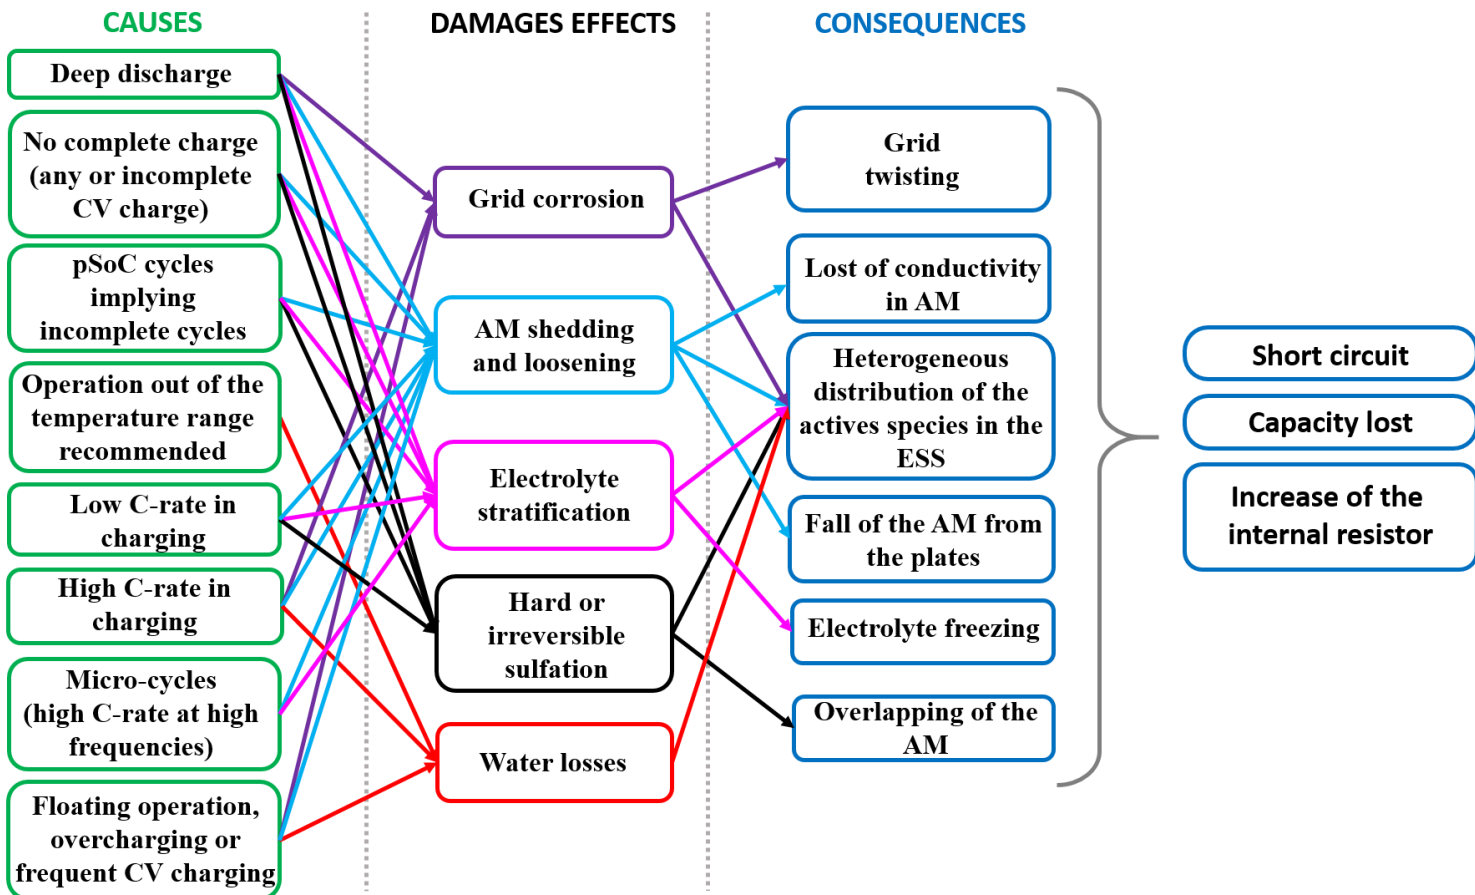 CAUSES
DAMAGES EFFECTS
CONSEQUENCES
Deep discharge
No complete charge
(any or incomplete
CV charge)
pSoC cycles
implying
incomplete cycles
Operation out of the
temperature range
recommended
Low C-rate in
charging
High C-rate in
charging
Micro-cycles
(high C-rate at high
frequencies)
Floating operation,
overcharging or
frequent CV charging
Grid corrosion
AM shedding
and loosening
Electrolyte
stratification
Hard or
irreversible
sulfation
Water losses
Grid
twisting
Lost of conductivity
in AM
Heterogeneous
distribution of the
actives species in the
ESS
Fall of the AM from
the plates
Electrolyte freezing
Overlapping of the
AM
Short circuit
Capacity lost
Increase of the
internal resistor